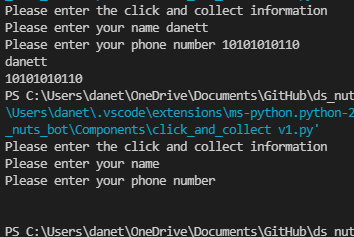 Please enter the click and collect information
Please enter your name danett
Please enter your phone number 10101010110
danett
10101010110
PS C:\Users\danet\OneDrive\Documents\GitHub\ds_nut
\Users\danet\.vscode\extensions\ms-python.python-2
_nuts_bot\Components\click_and_collect v1.py'
Please enter the click and collect information
Please enter your name
Please enter your phone number
PS C:\Users\danet\OneDrive\Documents\GitHub\ds_nut